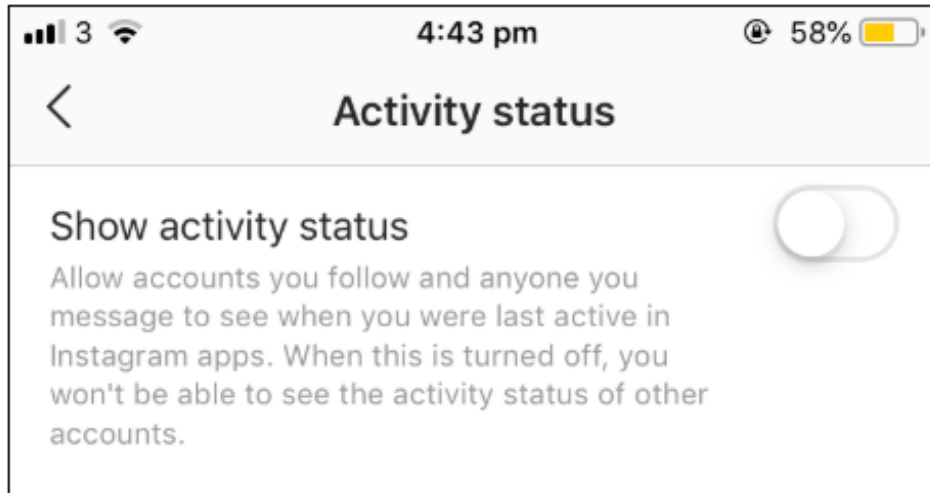 3 4:43 pm 58%
Activity status
Show activity status
Allow accounts you follow and anyone you
message to see when you were last active in
Instagram apps. When this is turned off, you
won't be able to see the activity status of other
accounts.